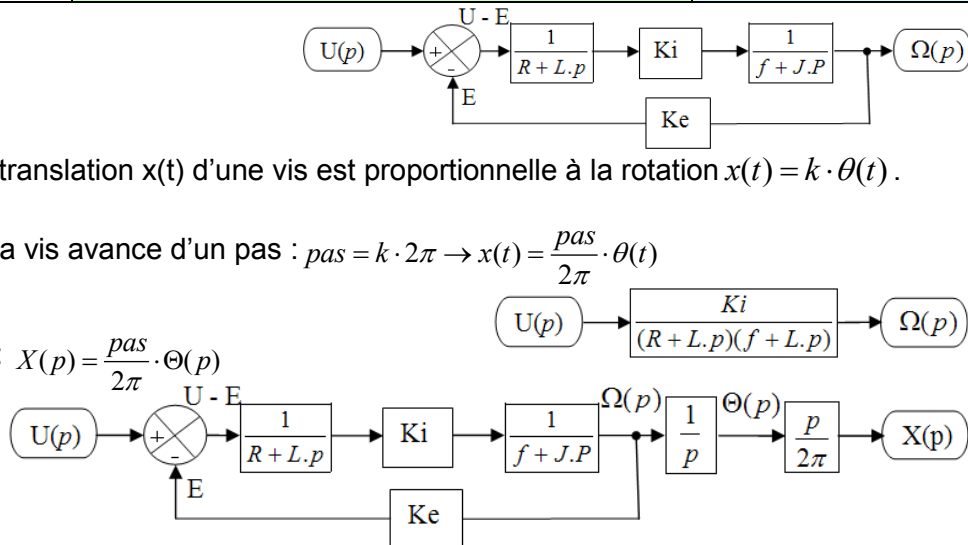 U - E
U(p) + - 1/(R + L.p) Ki 1/(f + J.P) Ω(p)
E
Ke
translation x(t) d’une vis est proportionnelle à la rotation x(t) = k · θ(t) .
a vis avance d’un pas : pas = k · 2π → x(t) = pas/2π · θ(t)
U(p) Ki/((R + L.p)(f + L.p)) Ω(p)
: X(p) = pas/2π · Θ(p)
U - E Ω(p) Θ(p)
U(p) + - 1/(R + L.p) Ki 1/(f + J.P) 1/p p/2π X(p)
E
Ke